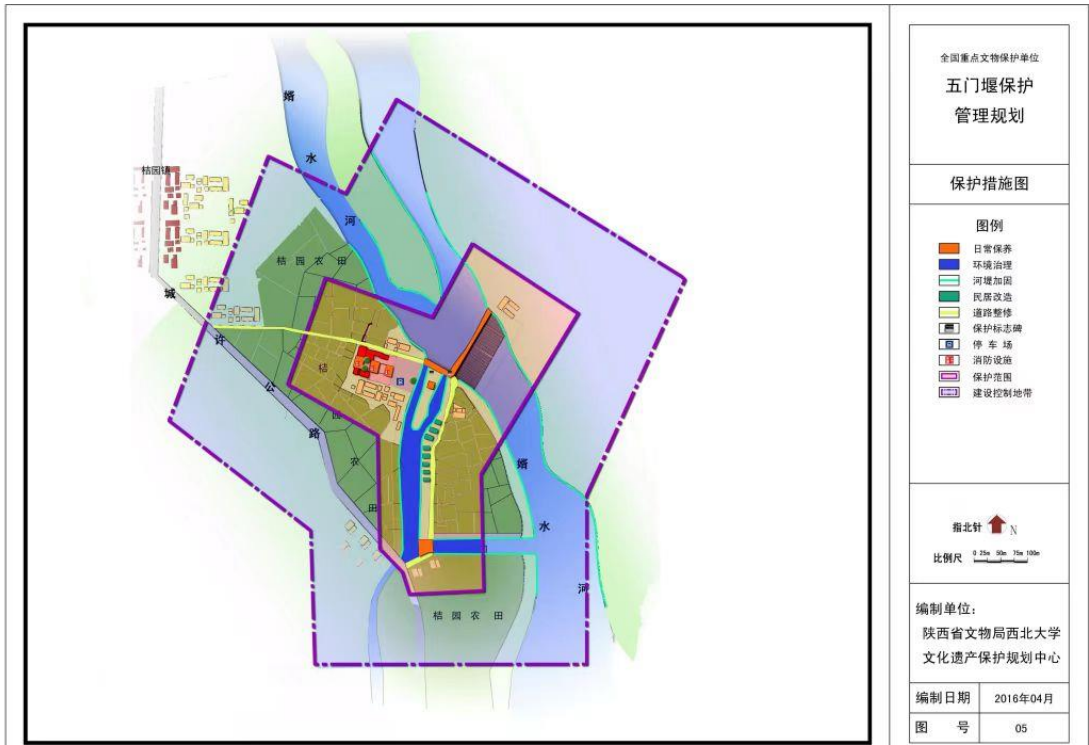 全国重点文物保护单位
五门堰保护
管理规划
保护措施图
图例
日常保养
环境治理
河堤加固
民居改造
道路整修
保护标志碑
停车场
消防设施
保护范围
建设控制地带
指北针 N
比例尺 0 25m 50m 75m 100m
编制单位：
陕西省文物局西北大学
文化遗产保护规划中心
编制日期 2016年04月
图 号 05
桔园镇
湑水河
桔园农田
城许公路
桔园农田
湑水河
桔园农田